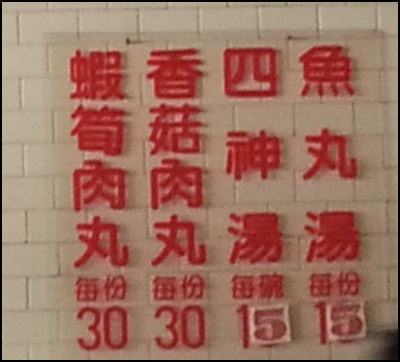 魚丸湯 每份 15
四神湯 每碗 15
香菇肉丸 每份 30
蝦筍肉丸 每份 30